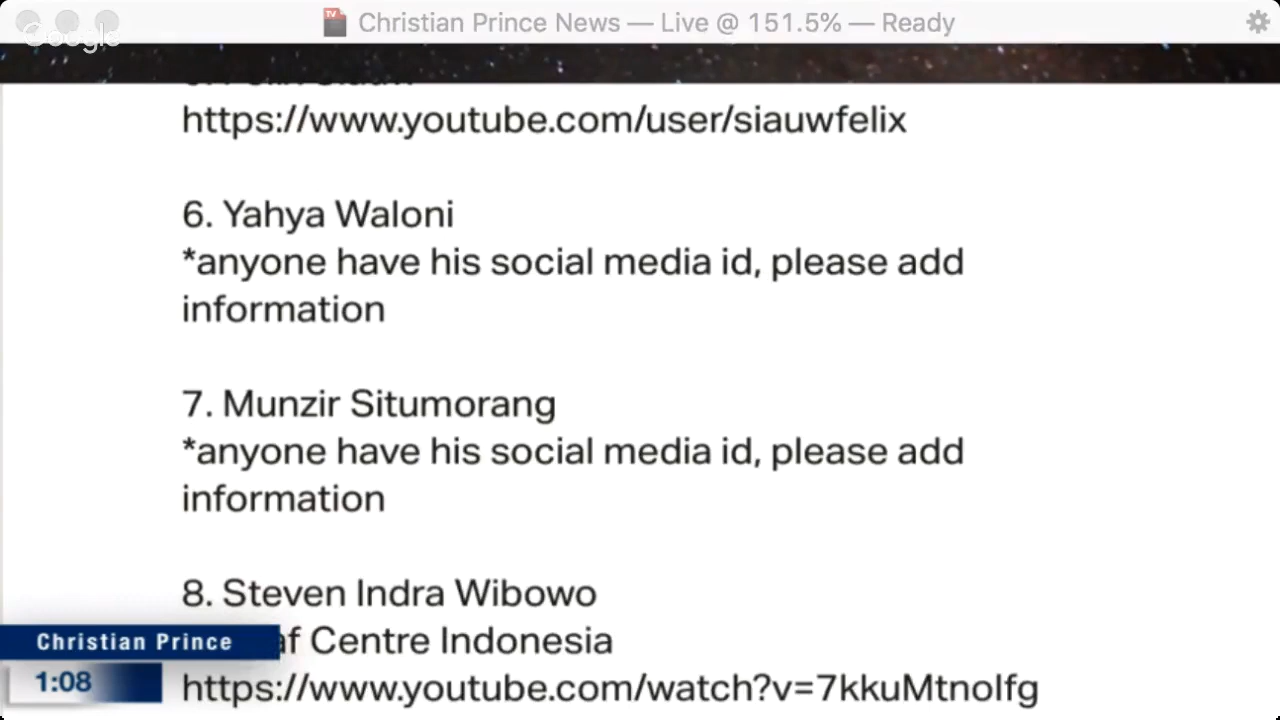 Christian Prince News — Live @ 151.5% — Ready
Google
https://www.youtube.com/user/siauwfelix
6. Yahya Waloni
*anyone have his social media id, please add
information
7. Munzir Situmorang
*anyone have his social media id, please add
information
8. Steven Indra Wibowo
Centre Indonesia
https://www.youtube.com/watch?v=7kkuMtnoIfg
Christian Prince
1:08